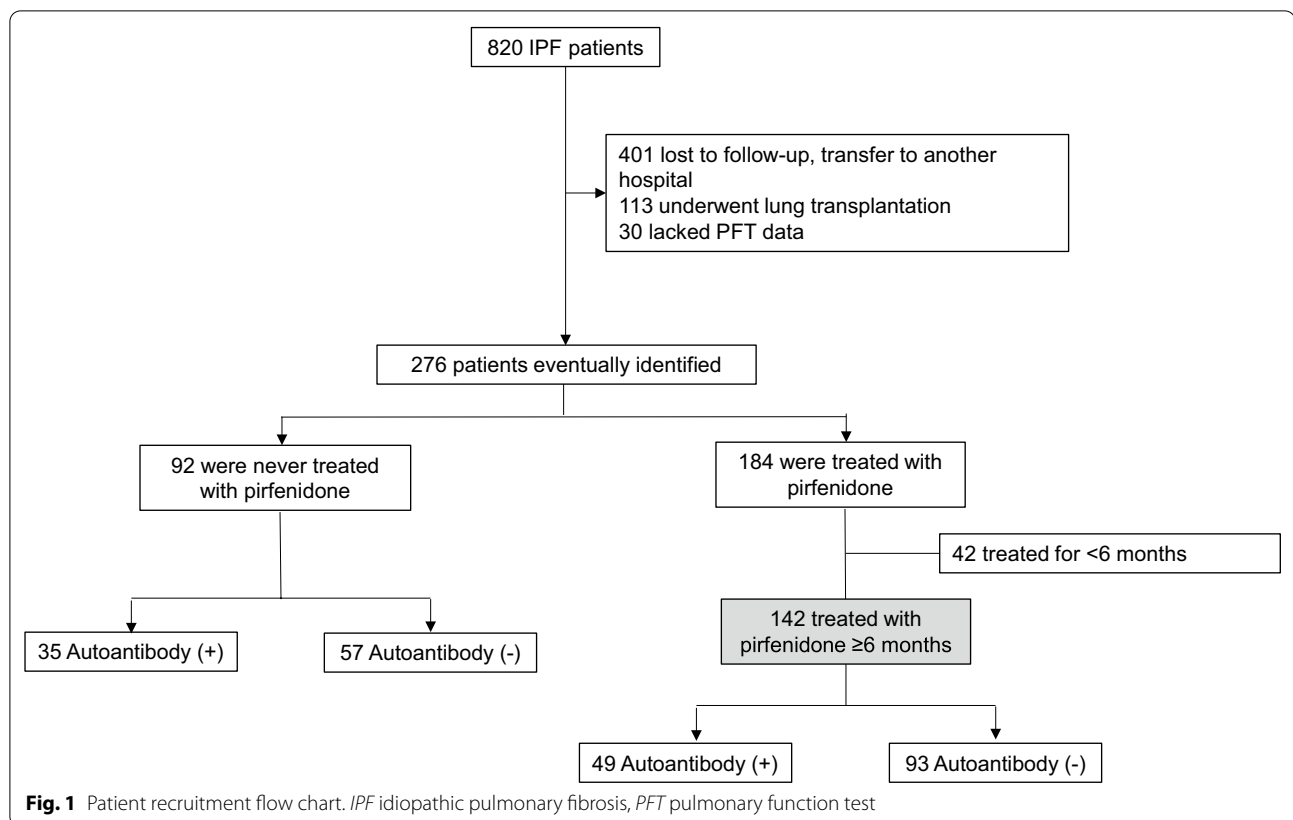 820 IPF patients
401 lost to follow-up, transfer to another
hospital
113 underwent lung transplantation
30 lacked PFT data
276 patients eventually identified
92 were never treated
with pirfenidone
184 were treated with
pirfenidone
42 treated for <6 months
142 treated with
pirfenidone ≥6 months
35 Autoantibody (+)
57 Autoantibody (-)
49 Autoantibody (+)
93 Autoantibody (-)
Fig. 1 Patient recruitment flow chart. IPF idiopathic pulmonary fibrosis, PFT pulmonary function test